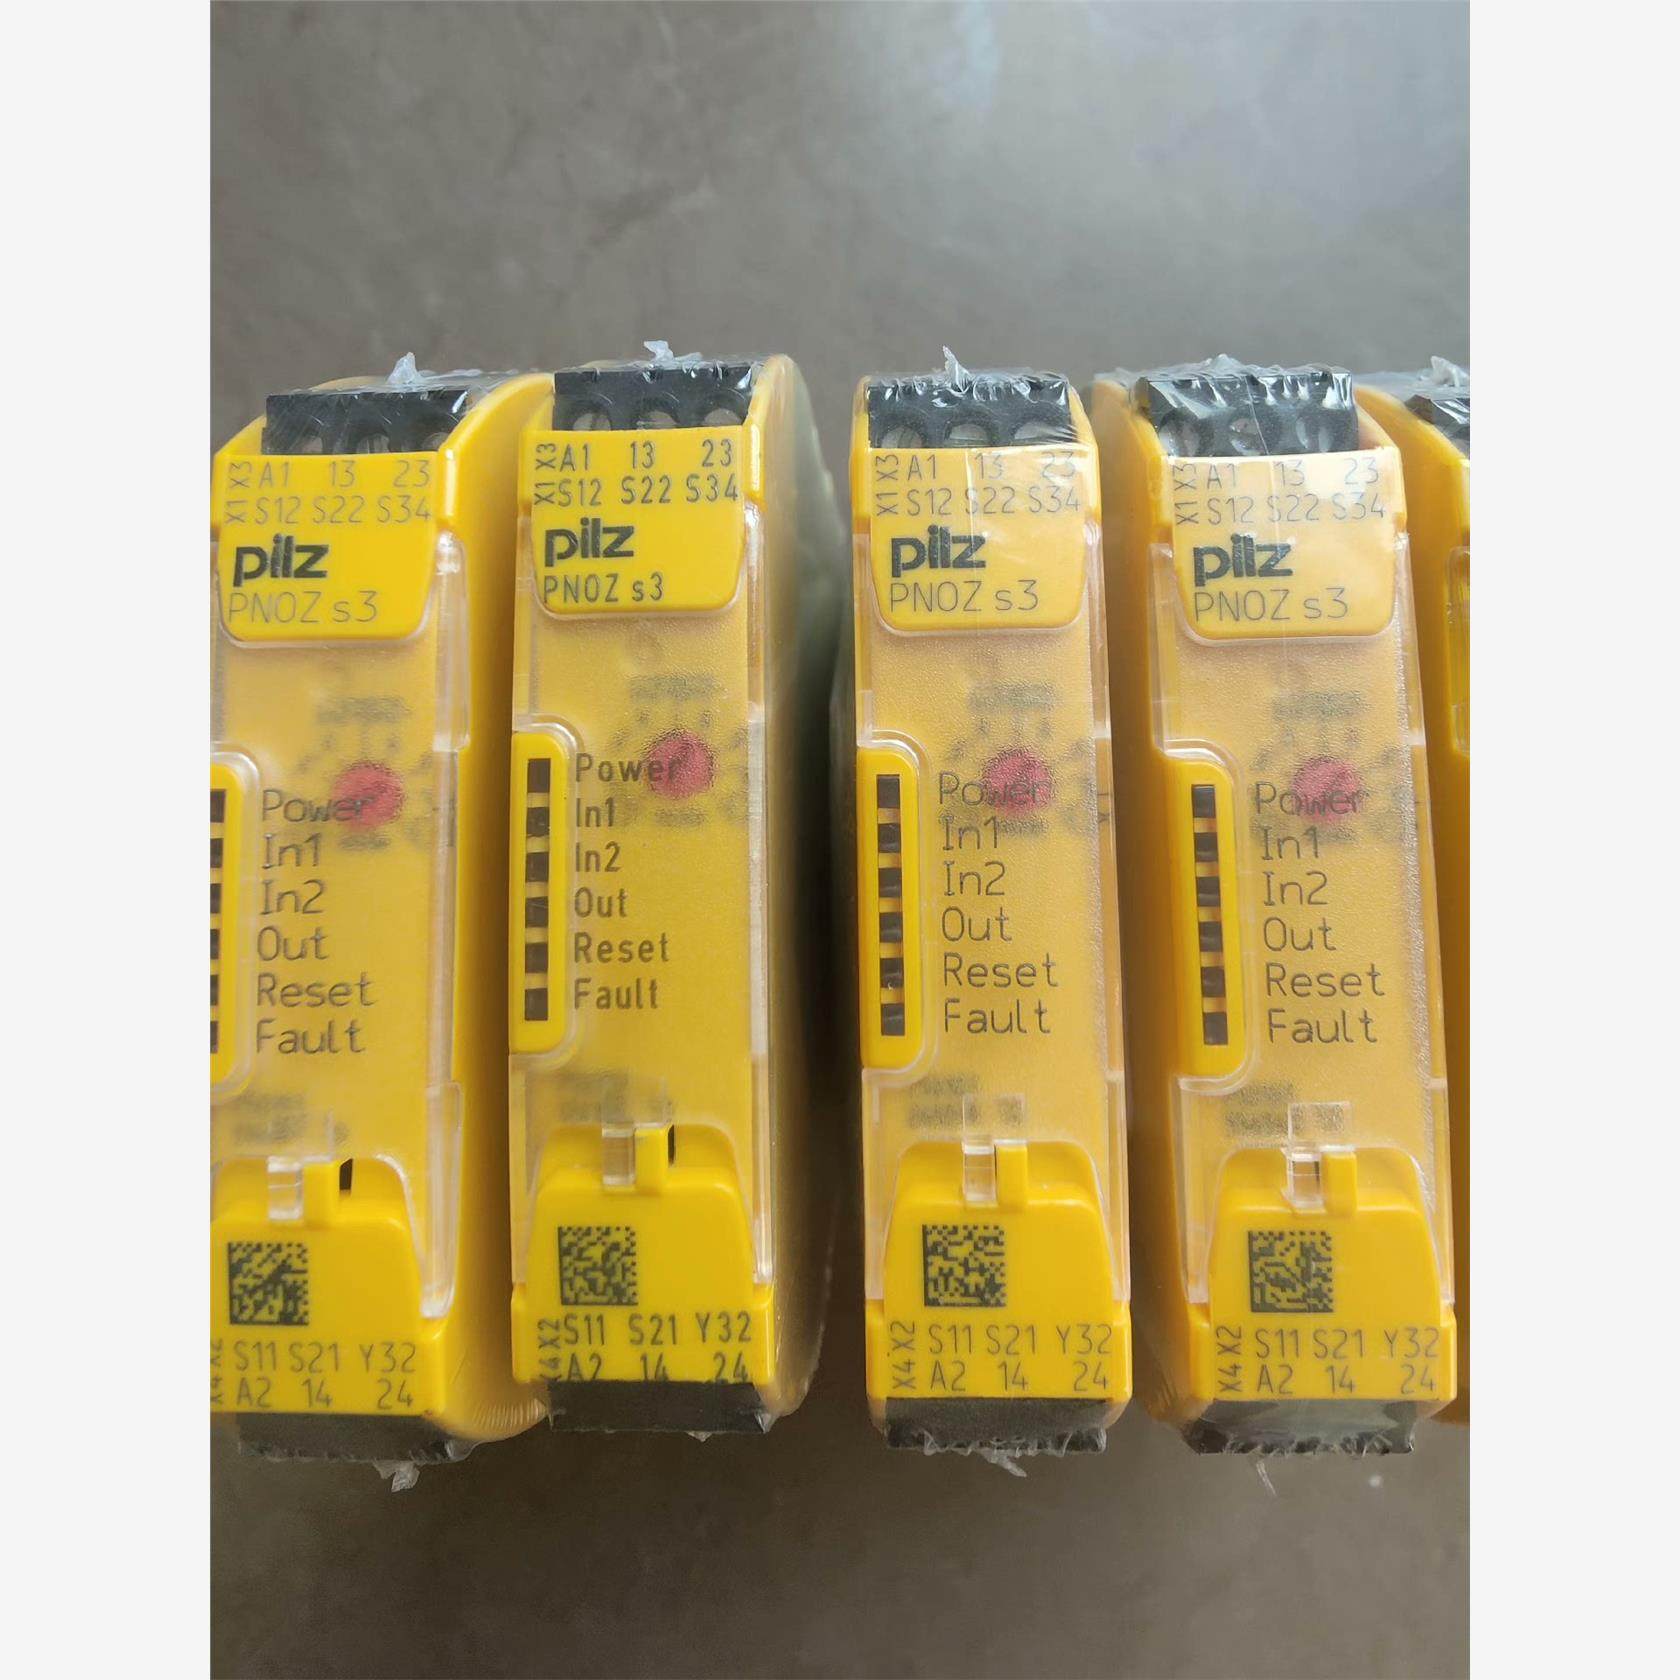 X3 A1 13 23
X1 S12 S22 S34
pilz
PNOZ s3
Power
In1
In2
Out
Reset
Fault
X2 S11 S21 Y32
X4 A2 14 24
X3 A1 13 23
X1 S12 S22 S34
pilz
PNOZ s3
Power
In1
In2
Out
Reset
Fault
X2 S11 S21 Y32
X4 A2 14 24
X3 A1 13 23
X1 S12 S22 S34
pilz
PNOZ s3
Power
In1
In2
Out
Reset
Fault
X2 S11 S21 Y32
X4 A2 14 24
X3 A1 13 23
X1 S12 S22 S34
pilz
PNOZ s3
Power
In1
In2
Out
Reset
Fault
X2 S11 S21 Y32
X4 A2 14 24